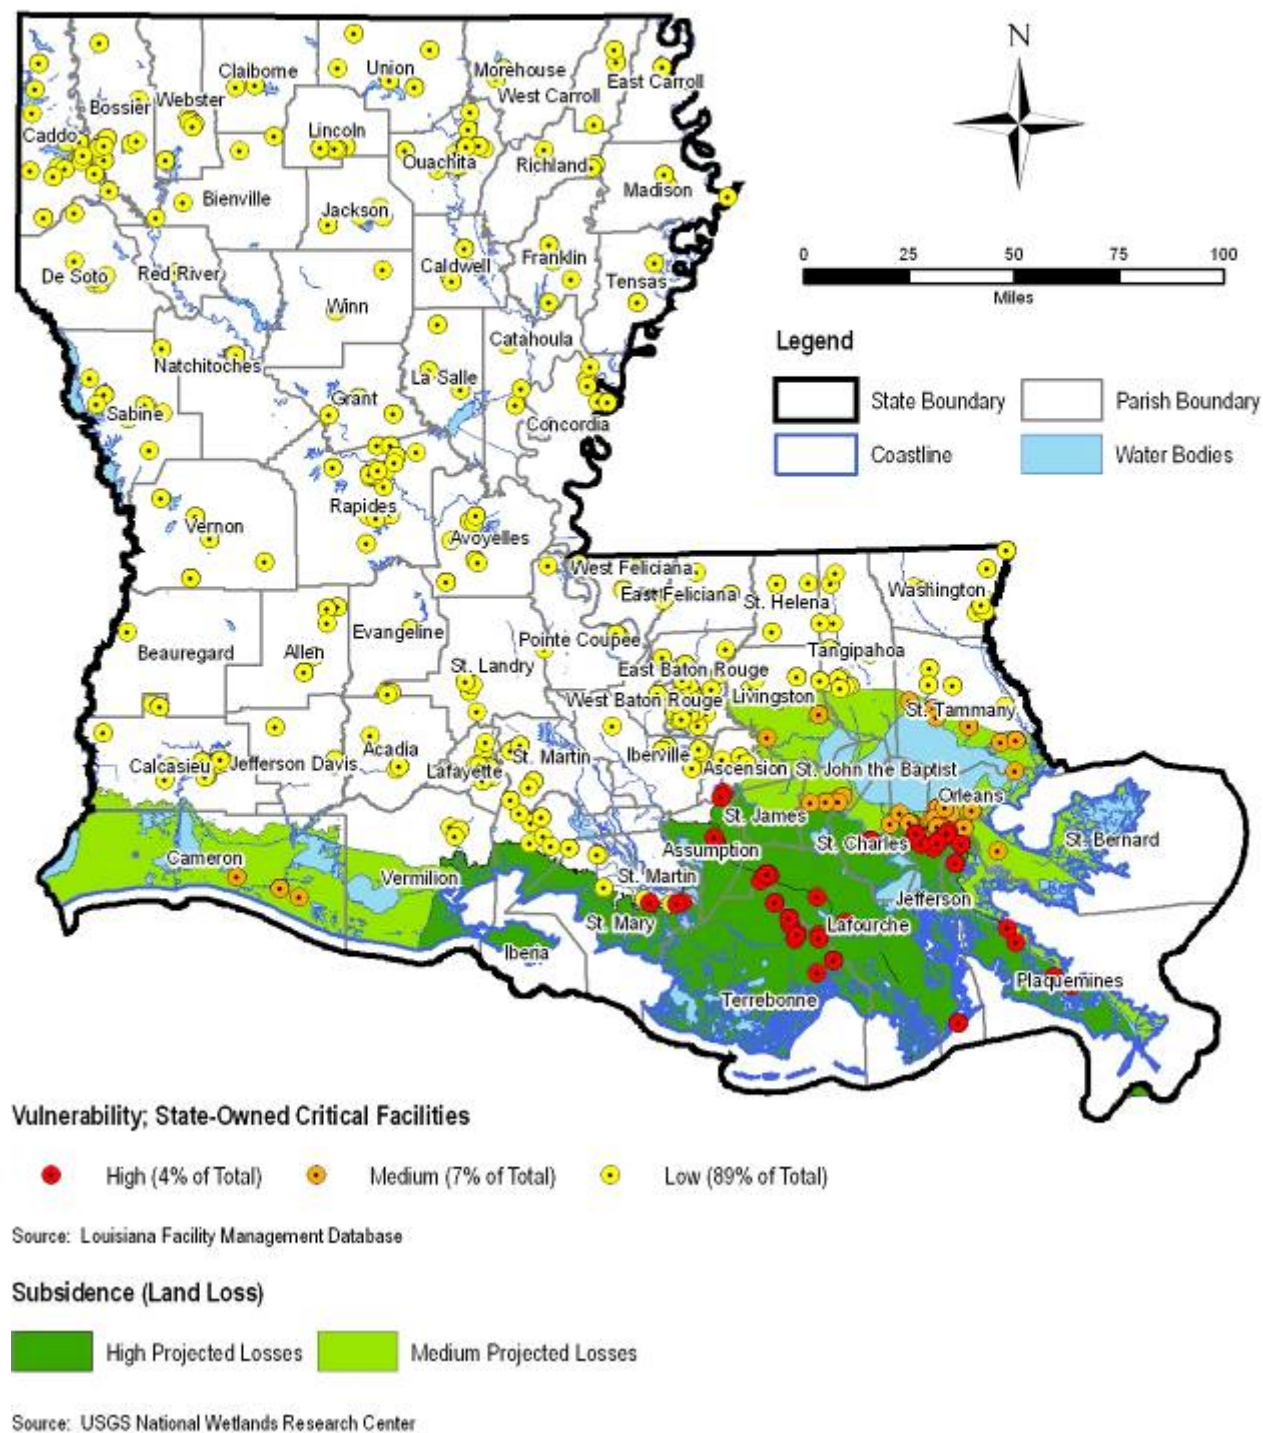 N
Claiborne
Union
Morehouse
West Carroll
East Carroll
Bossier
Webster
Caddo
Lincoln
Ouachita
Richland
Madison
Bienville
Jackson
De Soto
Red River
Caldwell
Franklin
Tensas
Winn
0 25 50 75 100
Miles
Natchitoches
Catahoula
La Salle
Grant
Sabine
Concordia
Legend
State Boundary
Parish Boundary
Coastline
Water Bodies
Rapides
Vernon
Avoyelles
West Feliciana
East Feliciana
St. Helena
Washington
Beauregard
Allen
Evangeline
Pointe Coupee
Tangipahoa
St. Landry
East Baton Rouge
West Baton Rouge
Livingston
St. Tammany
Calcasieu
Jefferson Davis
Acadia
Lafayette
St. Martin
Iberville
Ascension
St. John the Baptist
Orleans
St. James
St. Charles
St. Bernard
Assumption
Cameron
Vermilion
St. Martin
Jefferson
St. Mary
Lafourche
Iberia
Terrebonne
Plaquemines
Vulnerability; State-Owned Critical Facilities
High (4% of Total)
Medium (7% of Total)
Low (89% of Total)
Source: Louisiana Facility Management Database
Subsidence (Land Loss)
High Projected Losses
Medium Projected Losses
Source: USGS National Wetlands Research Center